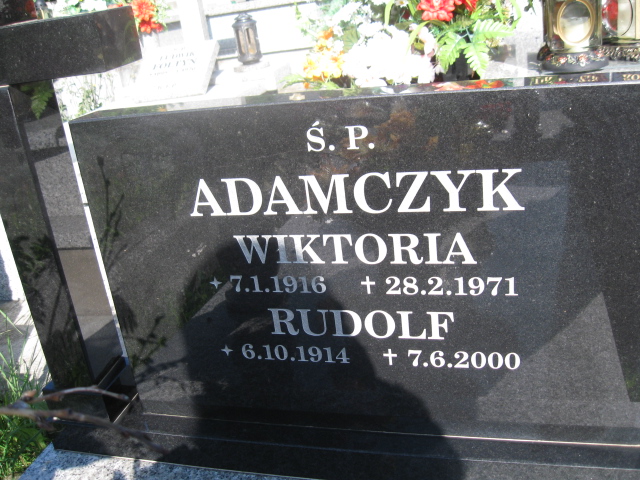 Ś. P.
ADAMCZYK
WIKTORIA
✦ 7.1.1916 † 28.2.1971
RUDOLF
✦ 6.10.1914 † 7.6.2000